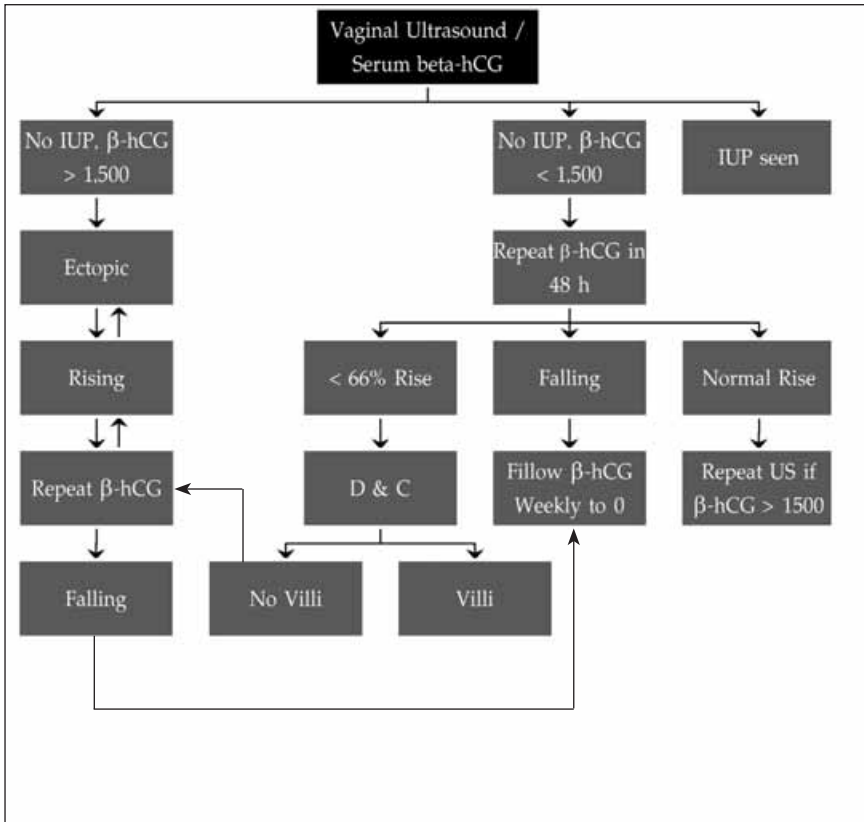 Vaginal Ultrasound /
Serum beta-hCG
No IUP, β-hCG
> 1,500
No IUP, β-hCG
< 1,500
IUP seen
Ectopic
Repeat β-hCG in
48 h
Rising
< 66% Rise
Falling
Normal Rise
Repeat β-hCG
D & C
Fillow β-hCG
Weekly to 0
Repeat US if
β-hCG > 1500
Falling
No Villi
Villi